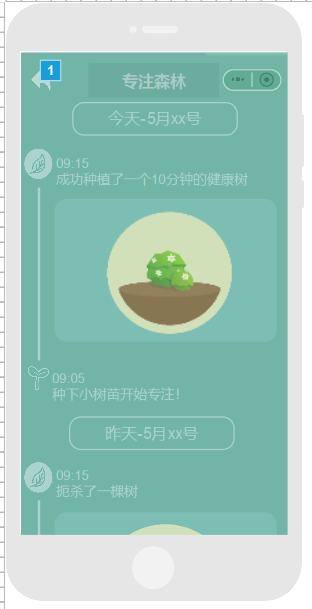 1
专注森林
今天-5月xx号
09:15
成功种植了一个10分钟的健康树
09:05
种下小树苗开始专注!
昨天-5月xx号
09:15
扼杀了一棵树